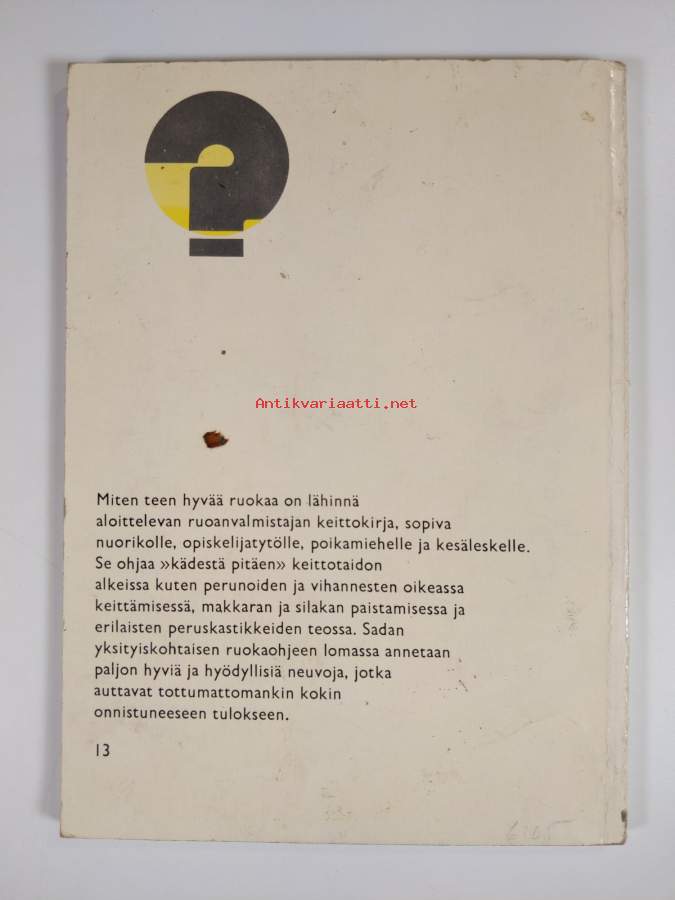 Antikvariaatti.net
Miten teen hyvää ruokaa on lähinnä
aloittelevan ruoanvalmistajan keittokirja, sopiva
nuorikolle, opiskelijatytölle, poikamiehelle ja kesäleskelle.
Se ohjaa »kädestä pitäen» keittotaidon
alkeissa kuten perunoiden ja vihannesten oikeassa
keittämisessä, makkaran ja silakan paistamisessa ja
erilaisten peruskastikkeiden teossa. Sadan
yksityiskohtaisen ruokaohjeen lomassa annetaan
paljon hyviä ja hyödyllisiä neuvoja, jotka
auttavat tottumattomankin kokin
onnistuneeseen tulokseen.
13